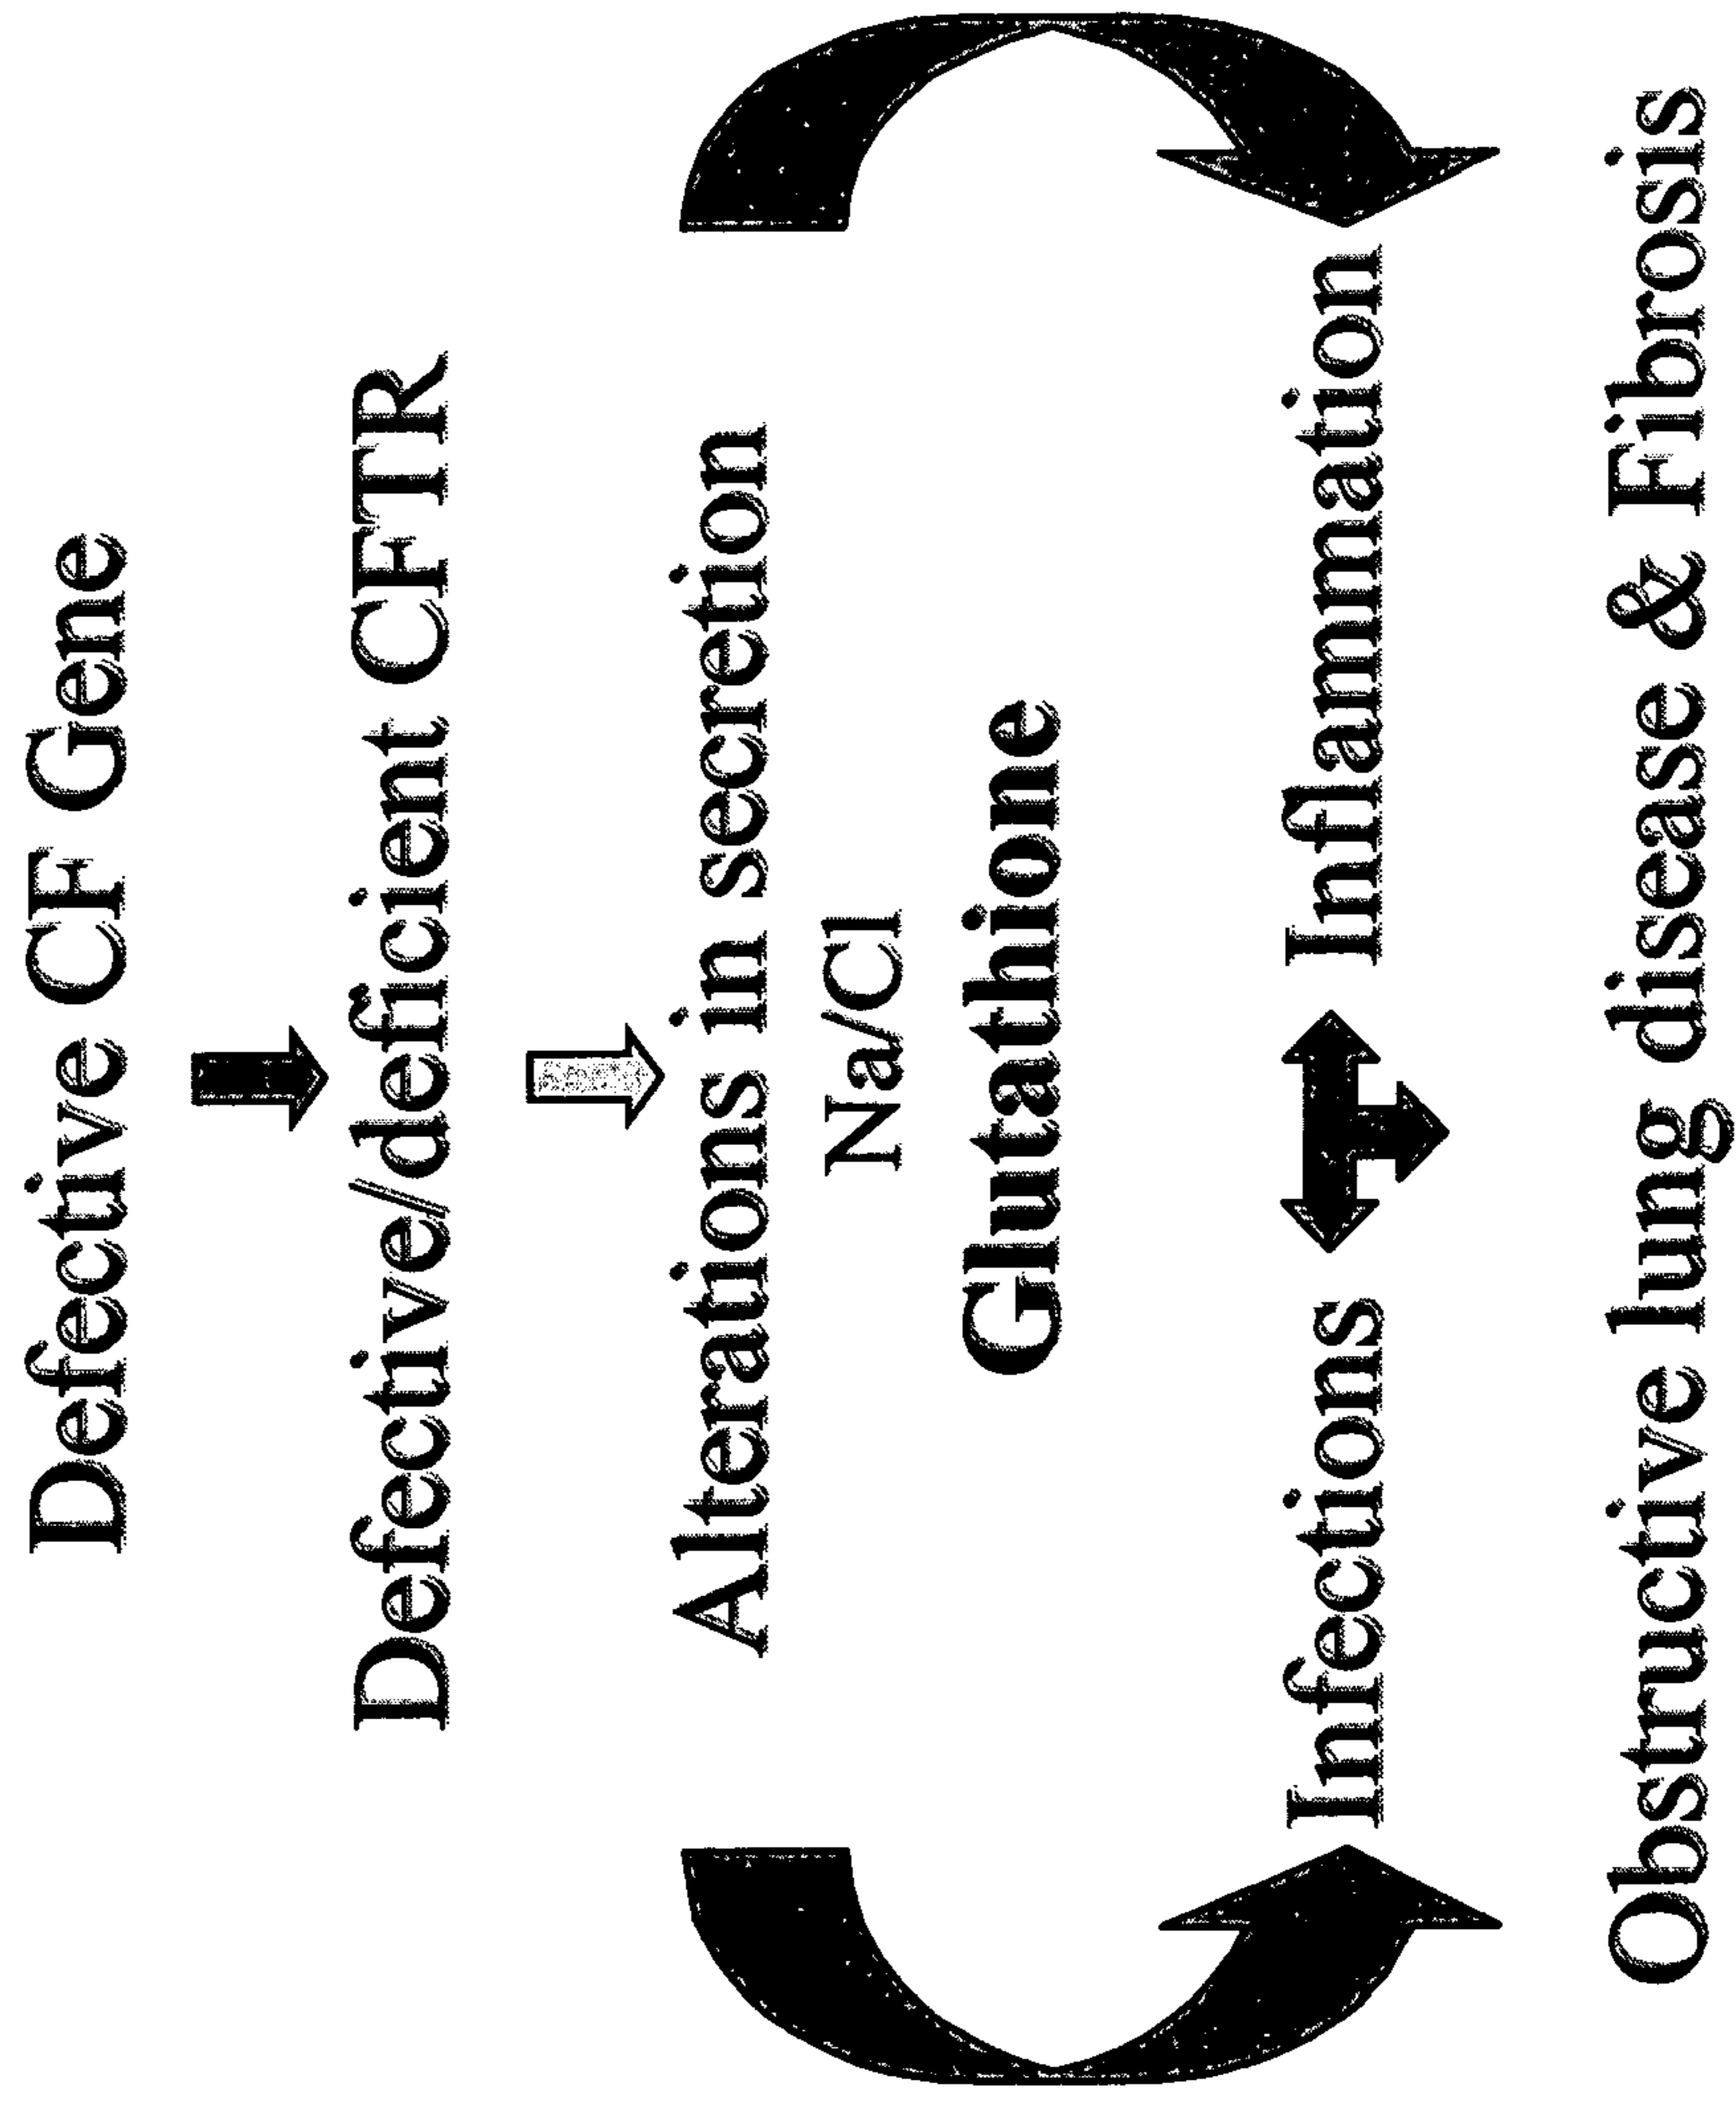 Defective CF Gene
Defective/deficient CFTR
Alterations in secretion
Na/Cl
Glutathione
Infections Inflammation
Obstructive lung disease & Fibrosis